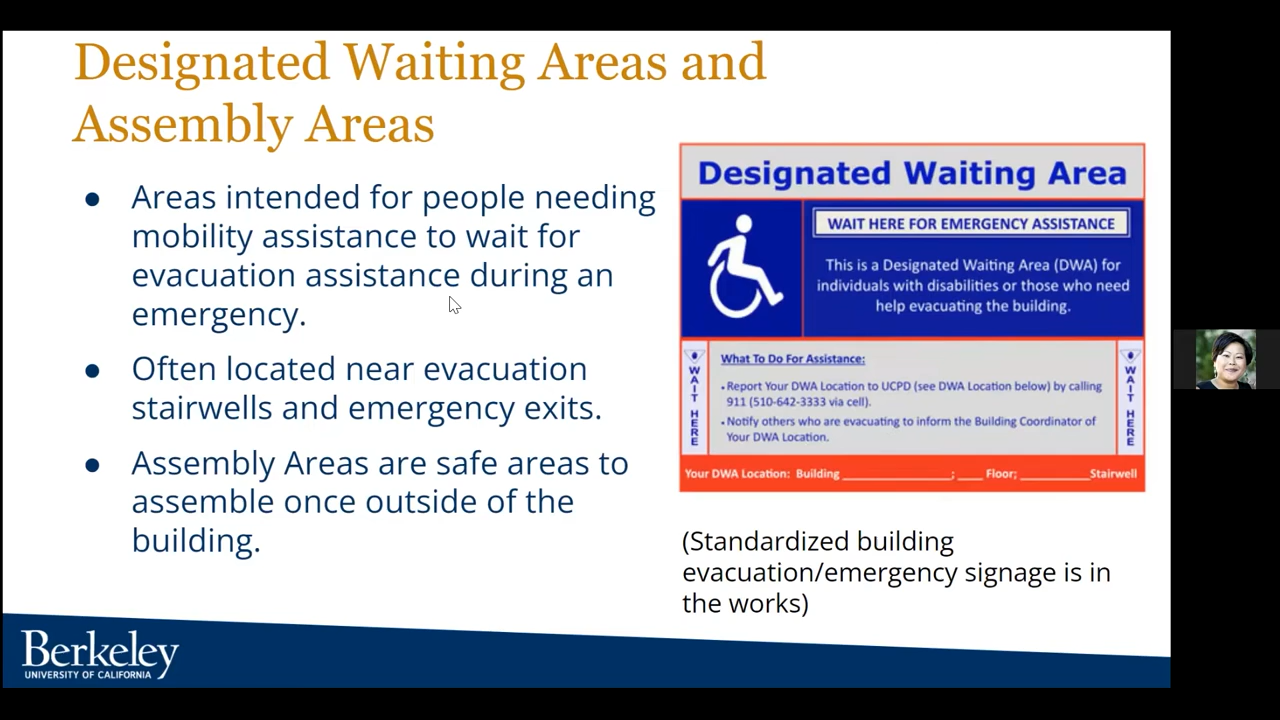 Designated Waiting Areas and
Assembly Areas
● Areas intended for people needing
mobility assistance to wait for
evacuation assistance during an
emergency.
● Often located near evacuation
stairwells and emergency exits.
● Assembly Areas are safe areas to
assemble once outside of the
building.
Designated Waiting Area
WAIT HERE FOR EMERGENCY ASSISTANCE
This is a Designated Waiting Area (DWA) for
individuals with disabilities or those who need
help evacuating the building.
WAIT HERE
What To Do For Assistance:
• Report Your DWA Location to UCPD (see DWA Location below) by calling
911 (510-642-3333 via cell).
• Notify others who are evacuating to inform the Building Coordinator of
Your DWA Location.
WAIT HERE
Your DWA Location: Building ____________________; ____ Floor; ____________Stairwell
(Standardized building
evacuation/emergency signage is in
the works)
Berkeley
UNIVERSITY OF CALIFORNIA